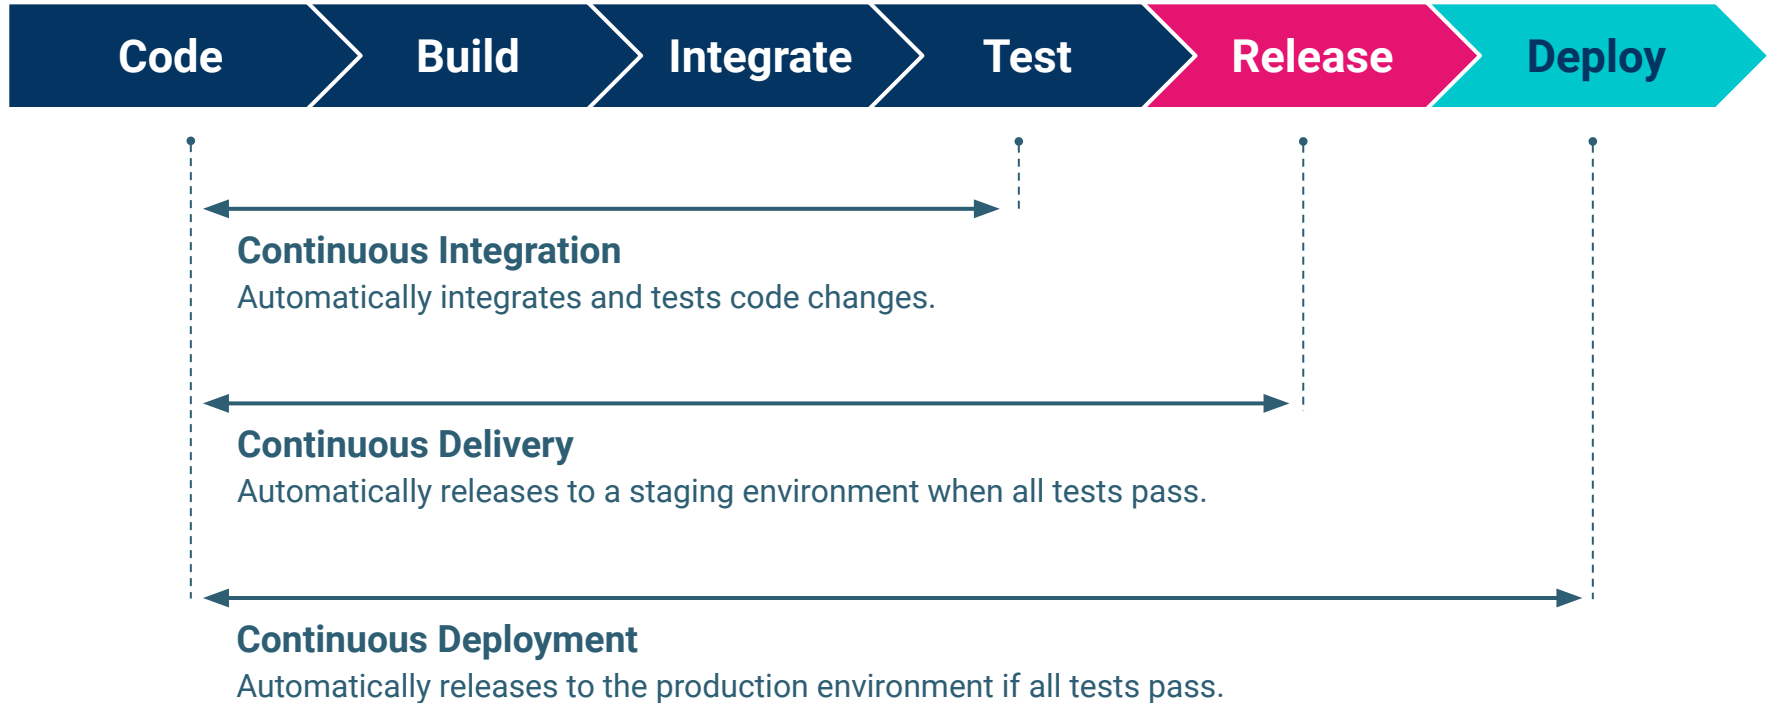 Code Build Integrate Test Release Deploy
Continuous Integration
Automatically integrates and tests code changes.
Continuous Delivery
Automatically releases to a staging environment when all tests pass.
Continuous Deployment
Automatically releases to the production environment if all tests pass.